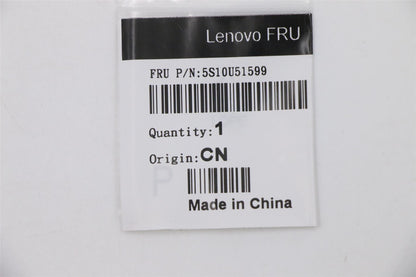 Lenovo FRU
FRU P/N:5S10U51599
Quantity:1
Origin:CN
P
Made in China